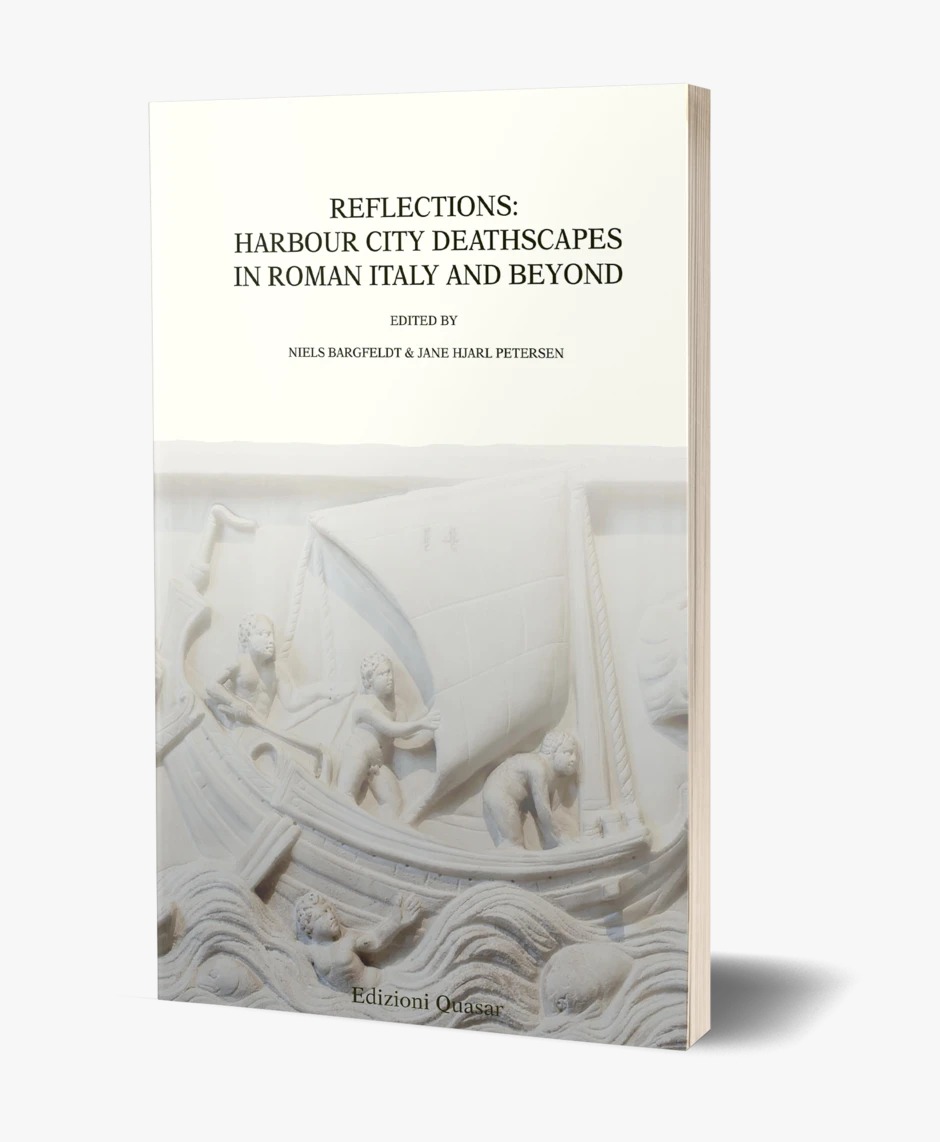 REFLECTIONS:
HARBOUR CITY DEATHSCAPES
IN ROMAN ITALY AND BEYOND
EDITED BY
NIELS BARGFELDT & JANE HJARL PETERSEN
Edizioni Quasar